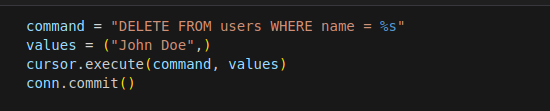 command = "DELETE FROM users WHERE name = %s"
values = ("John Doe",)
cursor.execute(command, values)
conn.commit()